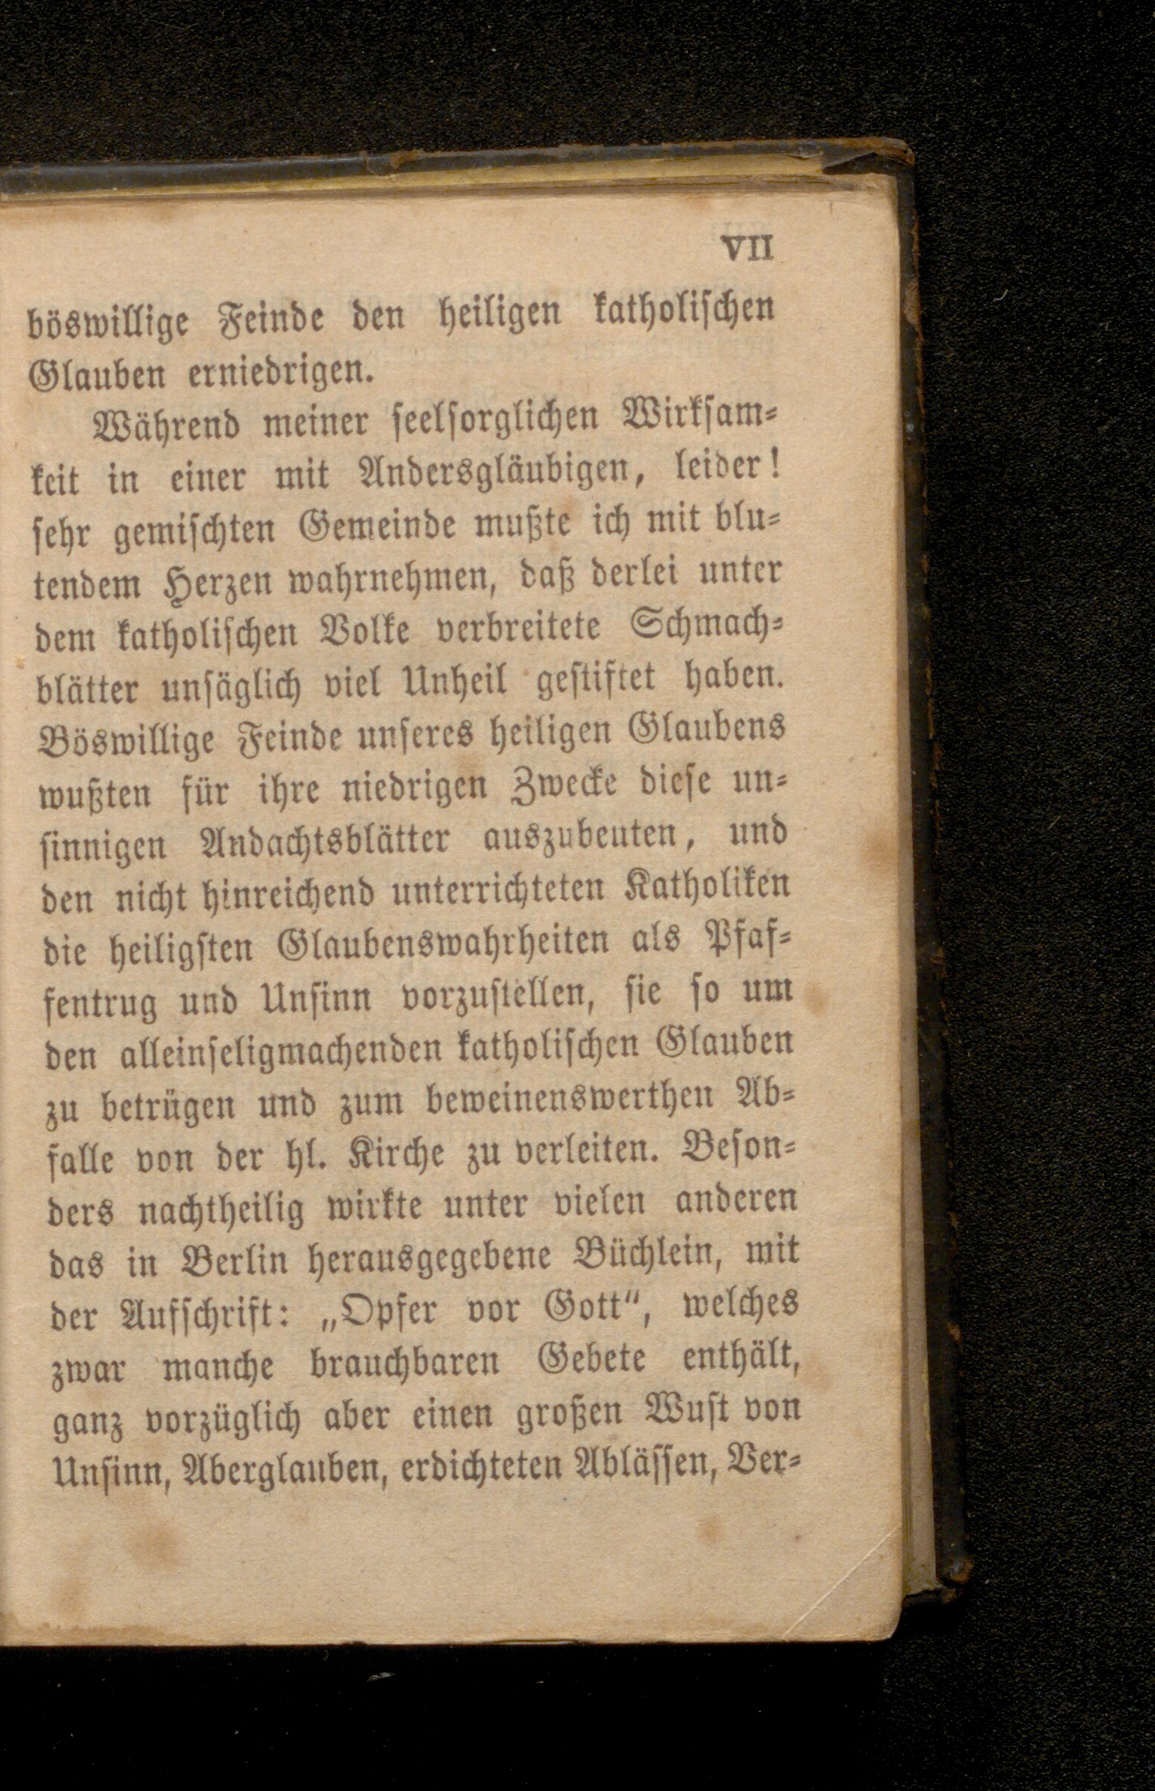 VII
böswillige Feinde den heiligen katholischen
Glauben erniedrigen.
Während meiner seelsorglichen Wirksam-
keit in einer mit Andersgläubigen, leider!
sehr gemischten Gemeinde mußte ich mit blu-
tendem Herzen wahrnehmen, daß derlei unter
dem katholischen Volke verbreitete Schmach-
blätter unsäglich viel Unheil gestiftet haben.
Böswillige Feinde unseres heiligen Glaubens
wußten für ihre niedrigen Zwecke diese un-
sinnigen Andachtsblätter auszubeuten, und
den nicht hinreichend unterrichteten Katholiken
die heiligsten Glaubenswahrheiten als Pfaf-
fentrug und Unsinn vorzustellen, sie so um
den alleinseligmachenden katholischen Glauben
zu betrügen und zum beweinenswerthen Ab-
falle von der hl. Kirche zu verleiten. Beson-
ders nachtheilig wirkte unter vielen anderen
das in Berlin herausgegebene Büchlein, mit
der Aufschrift: „Opfer vor Gott“, welches
zwar manche brauchbaren Gebete enthält,
ganz vorzüglich aber einen großen Wust von
Unsinn, Aberglauben, erdichteten Ablässen, Ver-